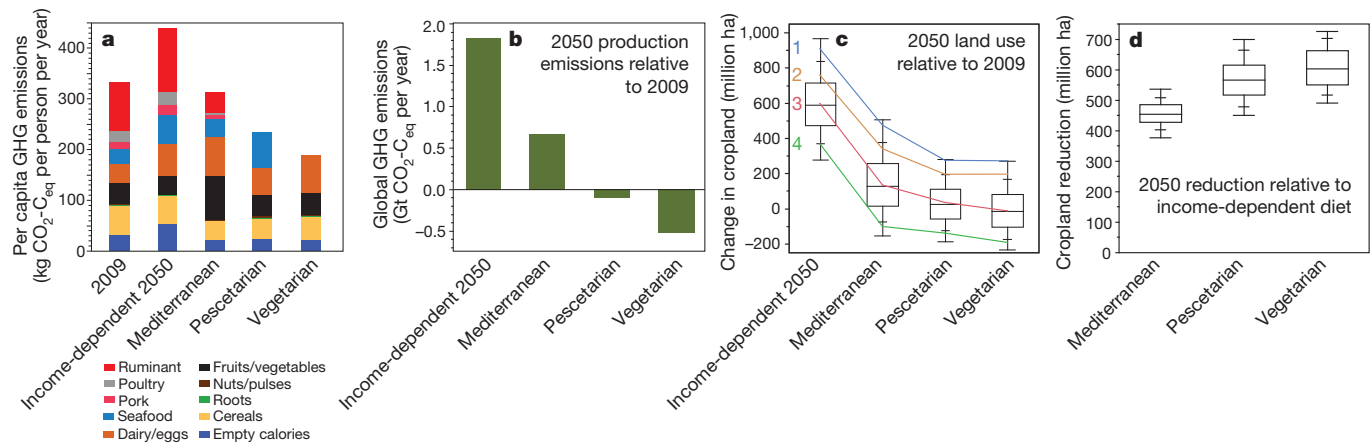 a
Per capita GHG emissions
(kg CO2-Ceq per person per year)
400
300
200
100
0
2009
Income-dependent 2050
Mediterranean
Pescetarian
Vegetarian
Ruminant
Poultry
Pork
Seafood
Dairy/eggs
Fruits/vegetables
Nuts/pulses
Roots
Cereals
Empty calories
b
2050 production
emissions relative
to 2009
Global GHG emissions
(Gt CO2-Ceq per year)
2.0
1.5
1.0
0.5
0.0
−0.5
Income-dependent 2050
Mediterranean
Pescetarian
Vegetarian
c
2050 land use
relative to 2009
Change in cropland (million ha)
1,000
800
600
400
200
0
−200
1
2
3
4
Income-dependent 2050
Mediterranean
Pescetarian
Vegetarian
d
Cropland reduction (million ha)
700
600
500
400
300
200
100
0
2050 reduction relative to
income-dependent diet
Mediterranean
Pescetarian
Vegetarian